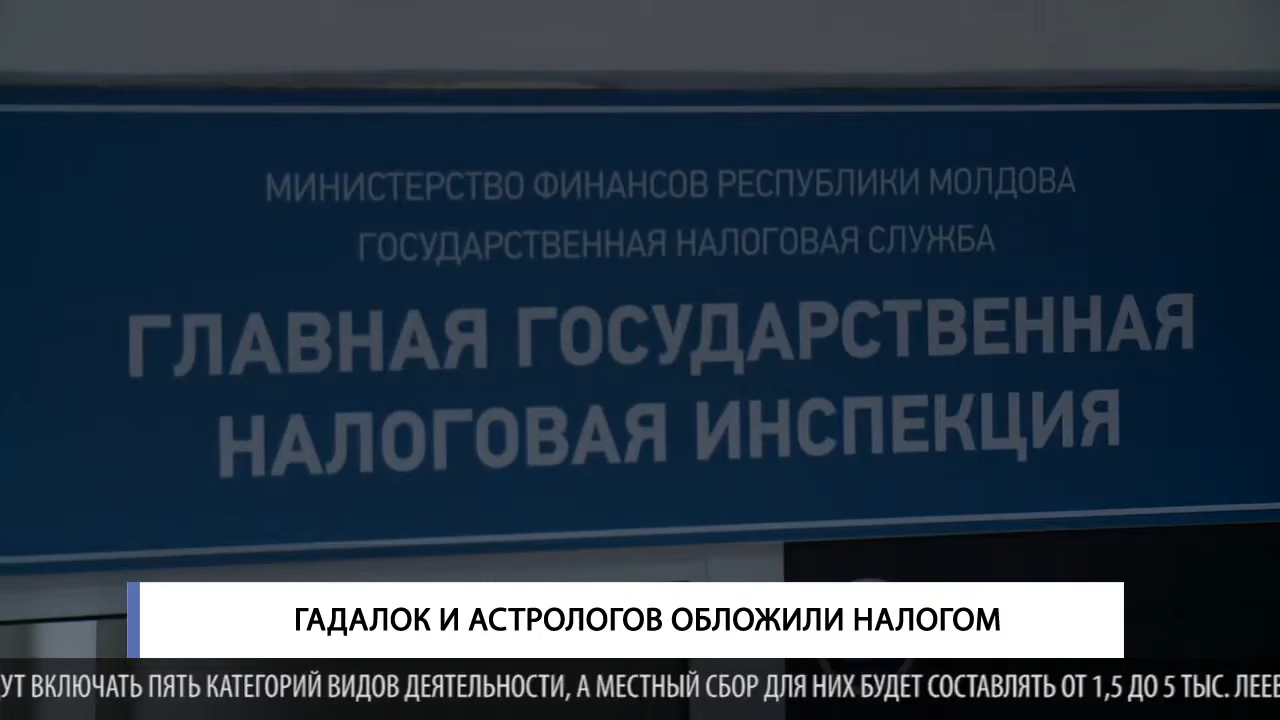 МИНИСТЕРСТВО ФИНАНСОВ РЕСПУБЛИКИ МОЛДОВА
ГОСУДАРСТВЕННАЯ НАЛОГОВАЯ СЛУЖБА
ГЛАВНАЯ ГОСУДАРСТВЕННАЯ
НАЛОГОВАЯ ИНСПЕКЦИЯ
ГАДАЛОК И АСТРОЛОГОВ ОБЛОЖИЛИ НАЛОГОМ
ВКЛЮЧАТЬ ПЯТЬ КАТЕГОРИЙ ВИДОВ ДЕЯТЕЛЬНОСТИ, А МЕСТНЫЙ СБОР ДЛЯ НИХ БУДЕТ СОСТАВЛЯТЬ ОТ 1,5 ДО 5 ТЫС.